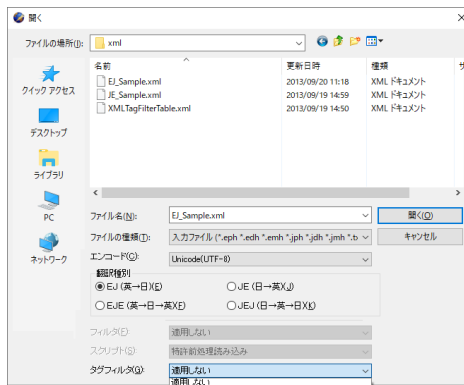 開く
ファイルの場所(I): xml
名前 更新日時 種類 サ
EJ_Sample.xml 2013/09/20 11:18 XML ドキュメント
JE_Sample.xml 2013/09/19 14:59 XML ドキュメント
XMLTagFilterTable.xml 2013/09/19 14:50 XML ドキュメント
クイック アクセス
デスクトップ
ライブラリ
PC
ネットワーク
ファイル名(N): EJ_Sample.xml 開く(O)
ファイルの種類(T): 入力ファイル (*.eph *.edh *.emh *.jph *.jdh *.jmh *.t キャンセル
エンコード(C): Unicode(UTF-8)
翻訳種別
EJ (英→日)(E) JE (日→英)(J)
EJE (英→日→英)(F) JEJ (日→英→日)(K)
フィルタ(F): 適用しない
スクリプト(S): 特許前処理読み込み
タグフィルタ(G): 適用しない
適用しない